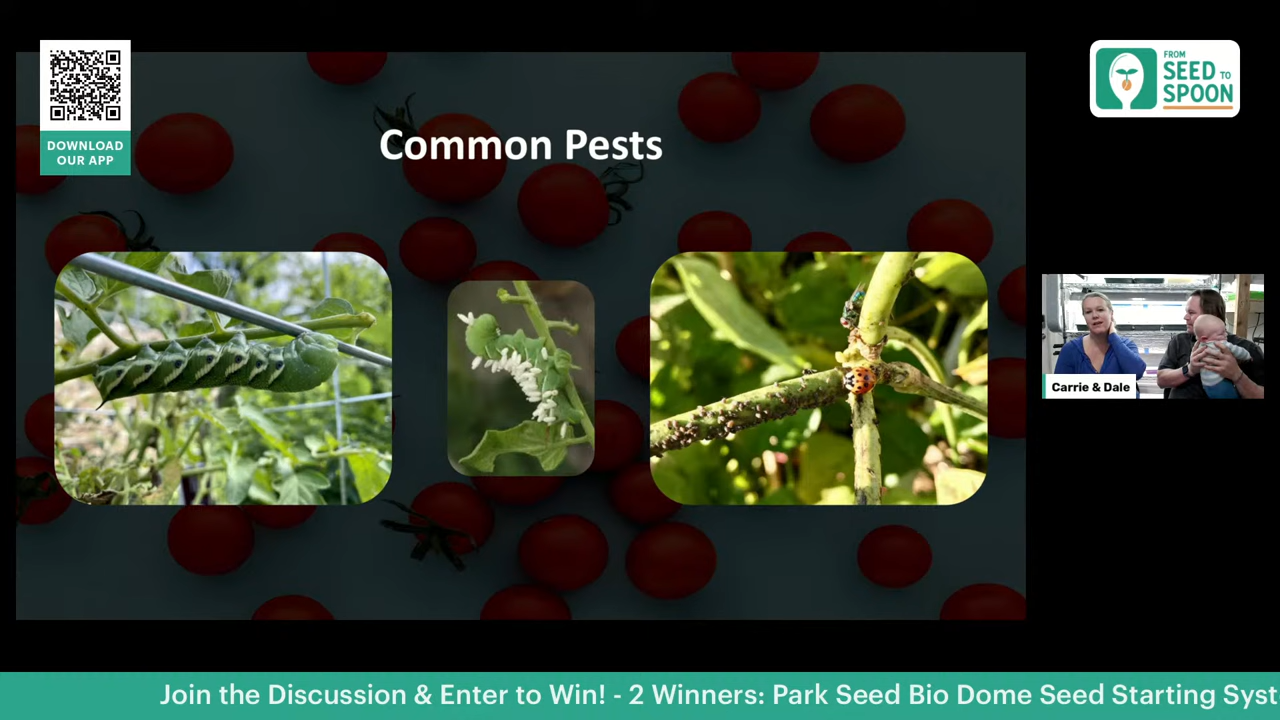 DOWNLOAD
OUR APP
FROM
SEED TO
SPOON
Common Pests
Carrie & Dale
Join the Discussion & Enter to Win! - 2 Winners: Park Seed Bio Dome Seed Starting Syst